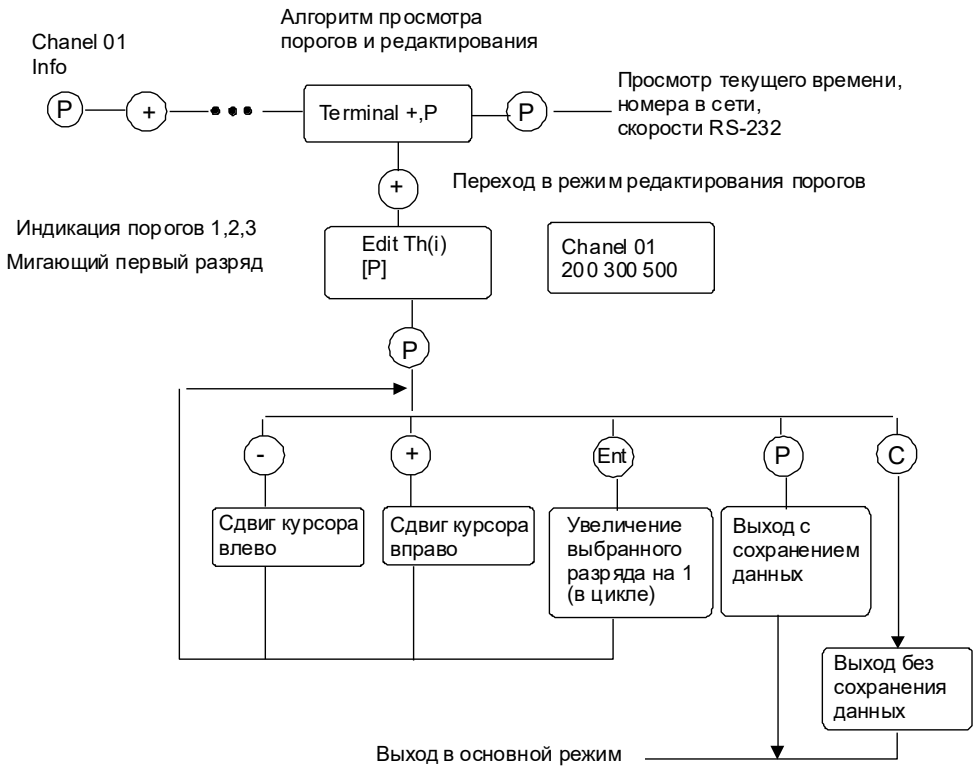 Алгоритм просмотра
порогов и редактирования
Chanel 01
Info
P
+
Terminal +,P
P
Просмотр текущего времени,
номера в сети,
скорости RS-232
+
Переход в режим редактирования порогов
Индикация порогов 1,2,3
Мигающий первый разряд
Edit Th(i)
[P]
Chanel 01
200 300 500
P
-
+
Ent
P
C
Сдвиг курсора
влево
Сдвиг курсора
вправо
Увеличение
выбранного
разряда на 1
(в цикле)
Выход с
сохранением
данных
Выход без
сохранения
данных
Выход в основной режим